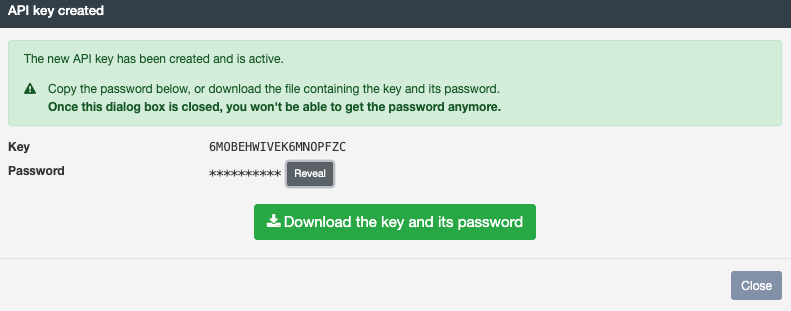 API key created
The new API key has been created and is active.
Copy the password below, or download the file containing the key and its password.
Once this dialog box is closed, you won't be able to get the password anymore.
Key 6MOBEHWIVEK6MNOPFZC
Password ********** Reveal
Download the key and its password
Close